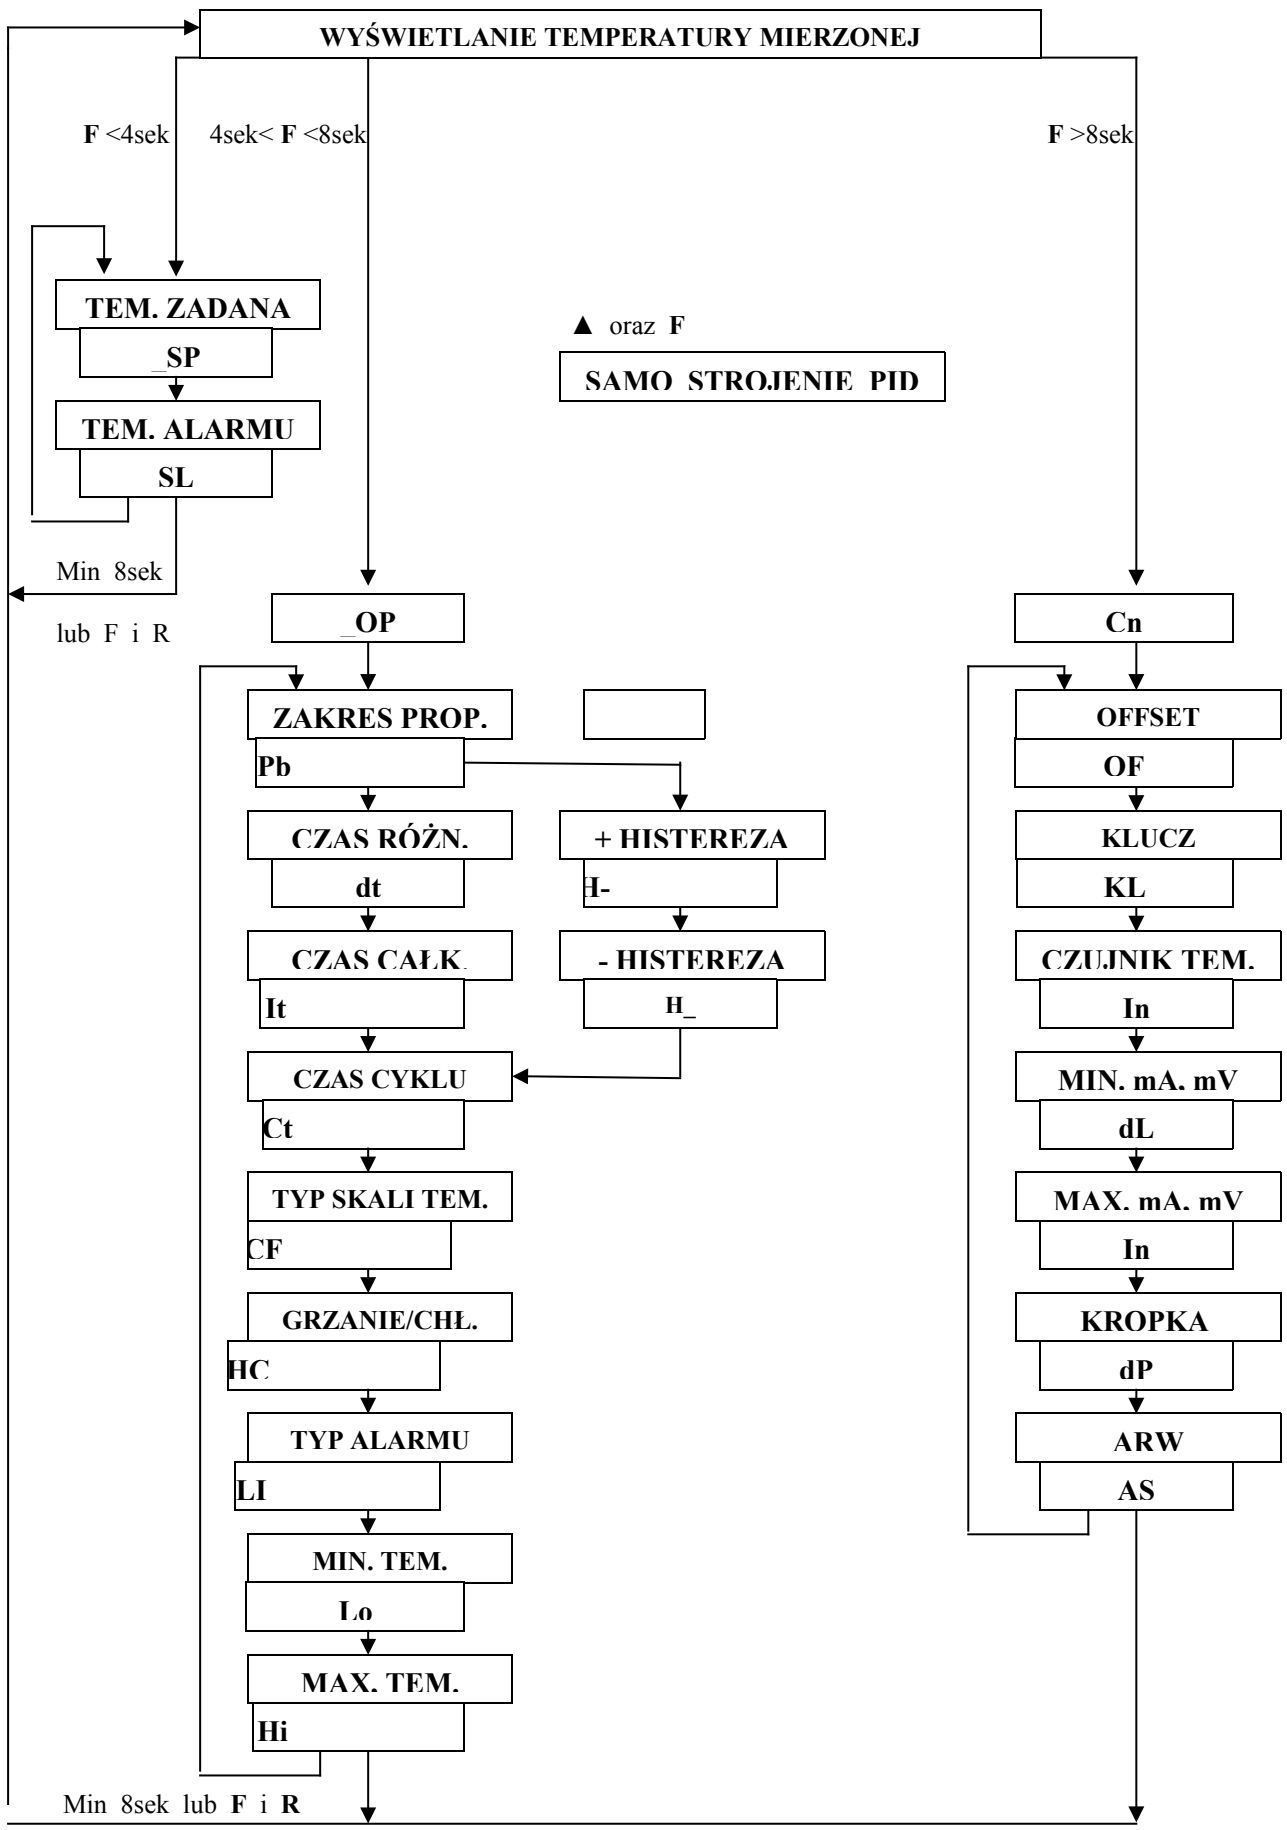 WYŚWIETLANIE TEMPERATURY MIERZONEJ
F <4sek
4sek< F <8sek
F >8sek
TEM. ZADANA
_SP
TEM. ALARMU
SL
▲ oraz F
SAMO STROJENIE PID
Min 8sek
lub F i R
_OP
ZAKRES PROP.
Pb
CZAS RÓŻN.
dt
CZAS CAŁK.
It
CZAS CYKLU
Ct
TYP SKALI TEM.
CF
GRZANIE/CHŁ.
HC
TYP ALARMU
LI
MIN. TEM.
Lo
MAX. TEM.
Hi
+ HISTEREZA
H-
- HISTEREZA
H_
Cn
OFFSET
OF
KLUCZ
KL
CZUJNIK TEM.
In
MIN. mA. mV
dL
MAX. mA. mV
In
KROPKA
dP
ARW
AS
Min 8sek lub F i R